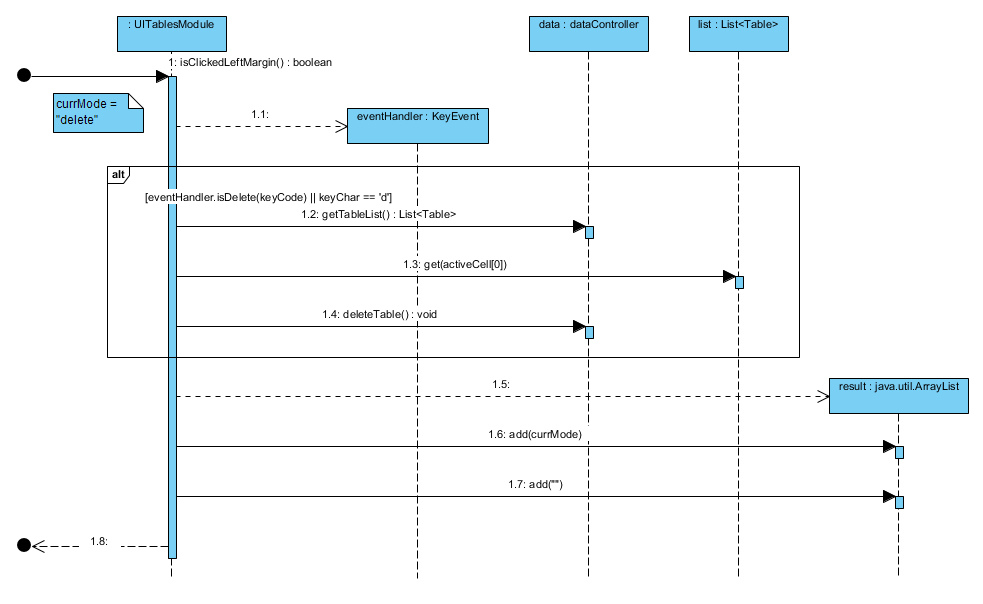 : UITablesModule
data : dataController
list : List<Table>
1: isClickedLeftMargin() : boolean
currMode =
"delete"
1.1:
eventHandler : KeyEvent
alt
[eventHandler.isDelete(keyCode) || keyChar == 'd']
1.2: getTableList() : List<Table>
1.3: get(activeCell[0])
1.4: deleteTable() : void
1.5:
result : java.util.ArrayList
1.6: add(currMode)
1.7: add("")
1.8: